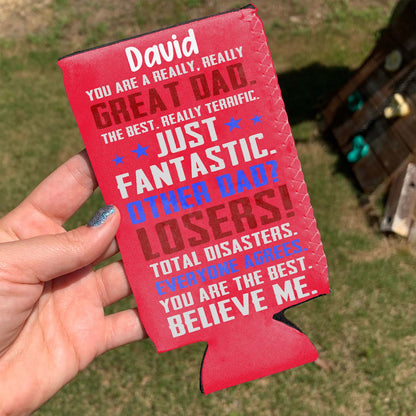 David
YOU ARE A REALLY, REALLY
GREAT DAD.
THE BEST. REALLY TERRIFIC.
JUST
FANTASTIC.
OTHER DAD?
LOSERS!
TOTAL DISASTERS.
EVERYONE AGREES.
YOU ARE THE BEST.
BELIEVE ME.